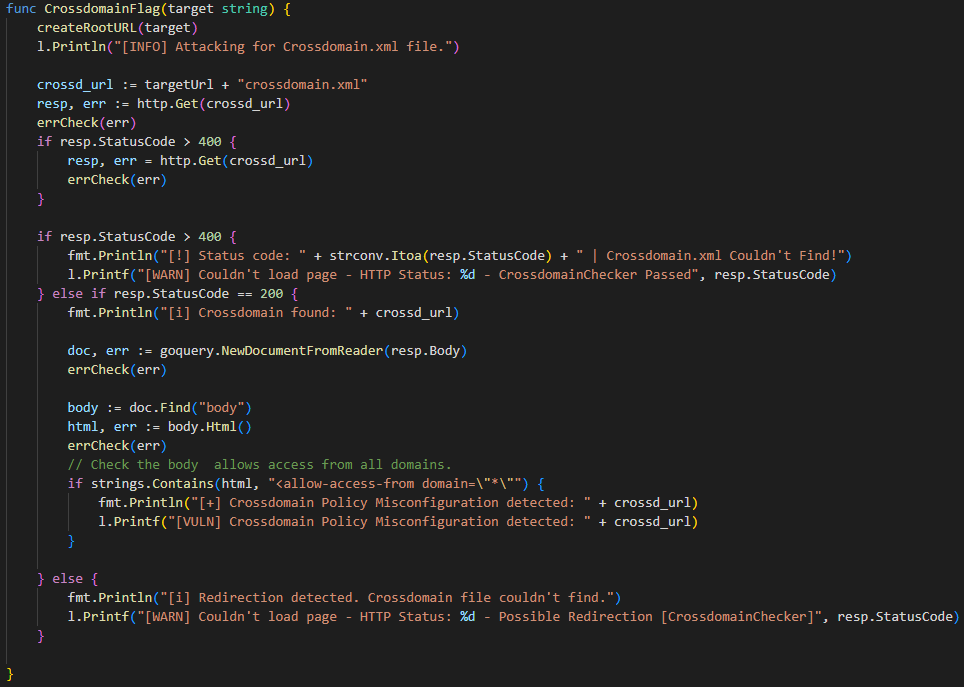 func CrossdomainFlag(target string) {
    createRootURL(target)
    l.Println("[INFO] Attacking for Crossdomain.xml file.")

    crossd_url := targetUrl + "crossdomain.xml"
    resp, err := http.Get(crossd_url)
    errCheck(err)
    if resp.StatusCode > 400 {
        resp, err = http.Get(crossd_url)
        errCheck(err)
    }

    if resp.StatusCode > 400 {
        fmt.Println("[!] Status code: " + strconv.Itoa(resp.StatusCode) + " | Crossdomain.xml Couldn't Find!")
        l.Printf("[WARN] Couldn't load page - HTTP Status: %d - CrossdomainChecker Passed", resp.StatusCode)
    } else if resp.StatusCode == 200 {
        fmt.Println("[i] Crossdomain found: " + crossd_url)

        doc, err := goquery.NewDocumentFromReader(resp.Body)
        errCheck(err)

        body := doc.Find("body")
        html, err := body.Html()
        errCheck(err)
        // Check the body  allows access from all domains.
        if strings.Contains(html, "<allow-access-from domain=\"*\"") {
            fmt.Println("[+] Crossdomain Policy Misconfiguration detected: " + crossd_url)
            l.Printf("[VULN] Crossdomain Policy Misconfiguration detected: " + crossd_url)
        }

    } else {
        fmt.Println("[i] Redirection detected. Crossdomain file couldn't find.")
        l.Printf("[WARN] Couldn't load page - HTTP Status: %d - Possible Redirection [CrossdomainChecker]", resp.StatusCode)
    }

}